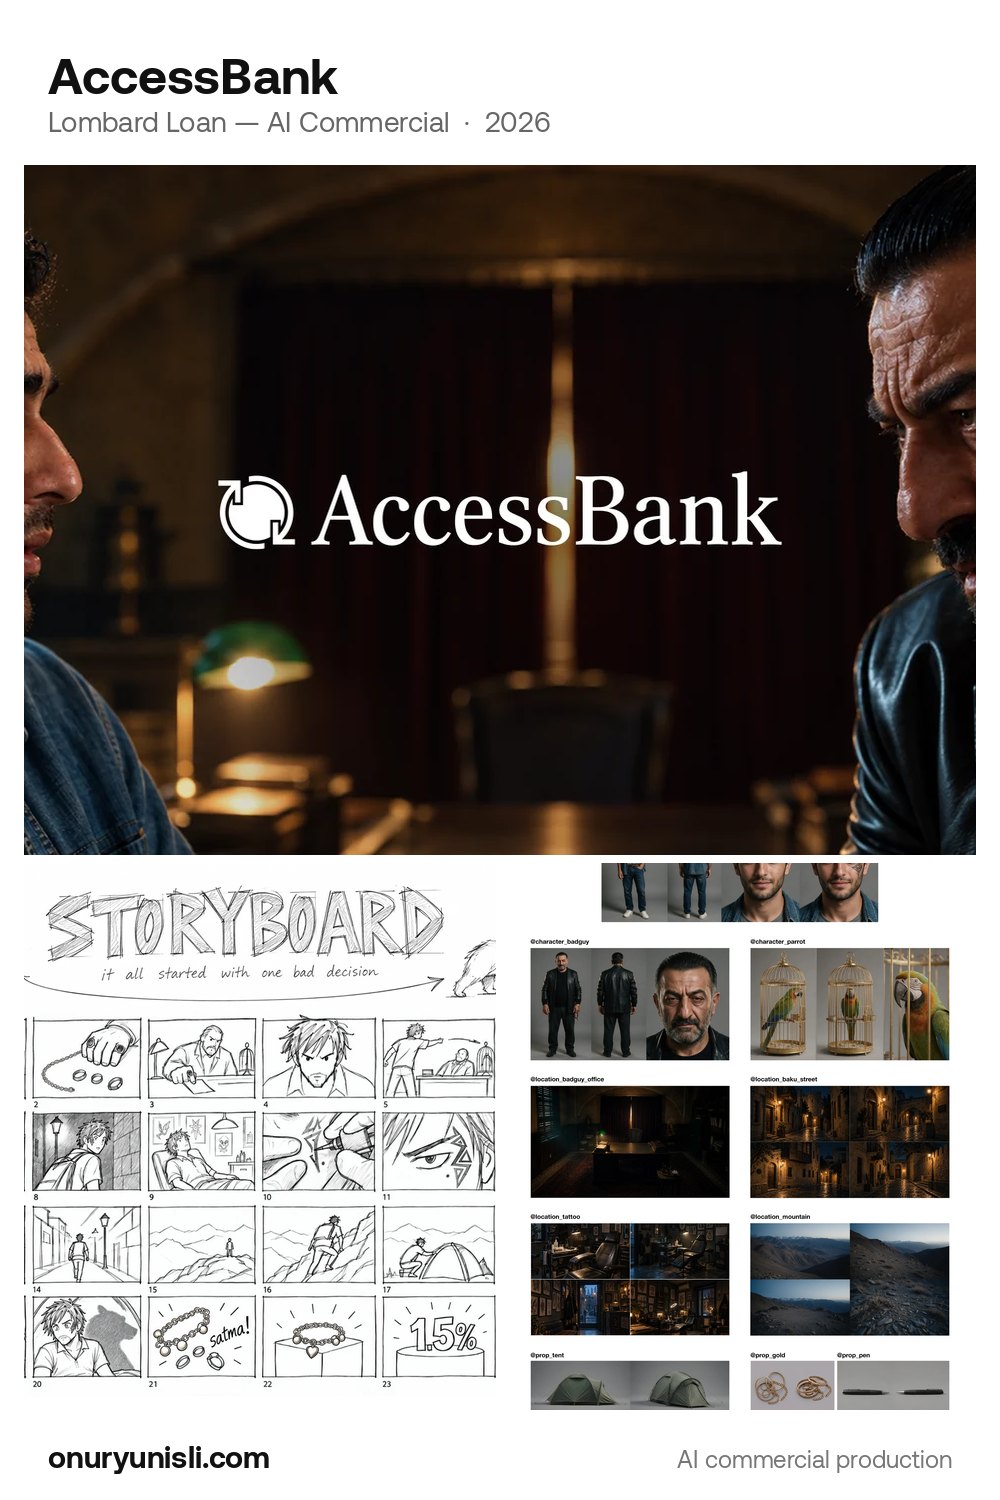 AccessBank
Lombard Loan — AI Commercial · 2026
AccessBank
STORYBOARD
it all started with one bad decision
2
3
4
5
8
9
10
11
14
15
16
17
satma!
1.5%
20
21
22
23
@character_badguy
@character_parrot
@location_badguy_office
@location_baku_street
@location_tattoo
@location_mountain
@prop_tent
@prop_gold
@prop_pen
onuryunisli.com
AI commercial production